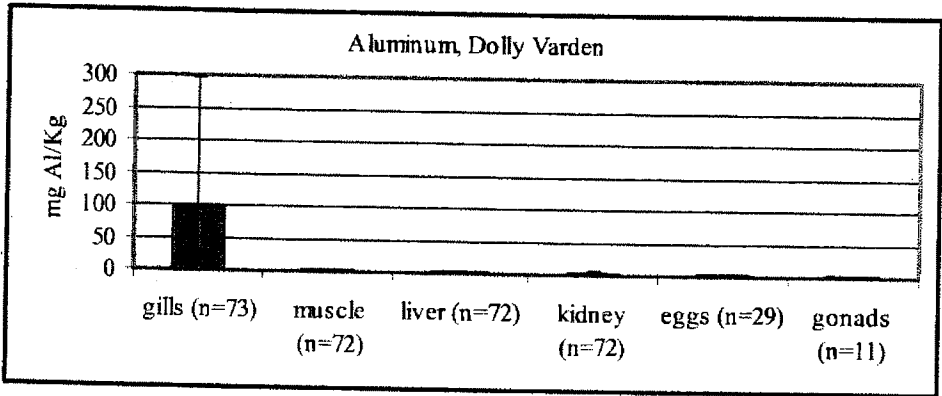 Aluminum, Dolly Varden
mg Al/Kg
300
250
200
150
100
50
0
gills (n=73)
muscle
(n=72)
liver (n=72)
kidney
(n=72)
eggs (n=29)
gonads
(n=11)